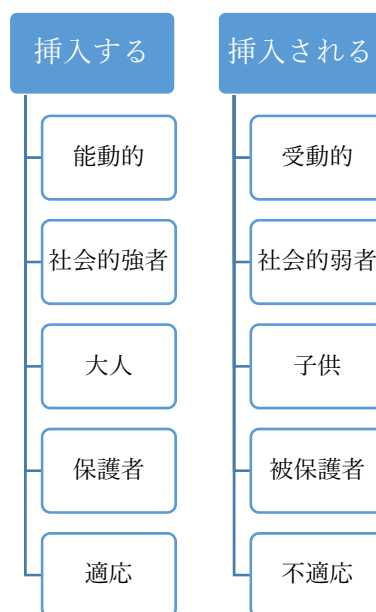 挿入する
能動的
社会的強者
大人
保護者
適応
挿入される
受動的
社会的弱者
子供
被保護者
不適応